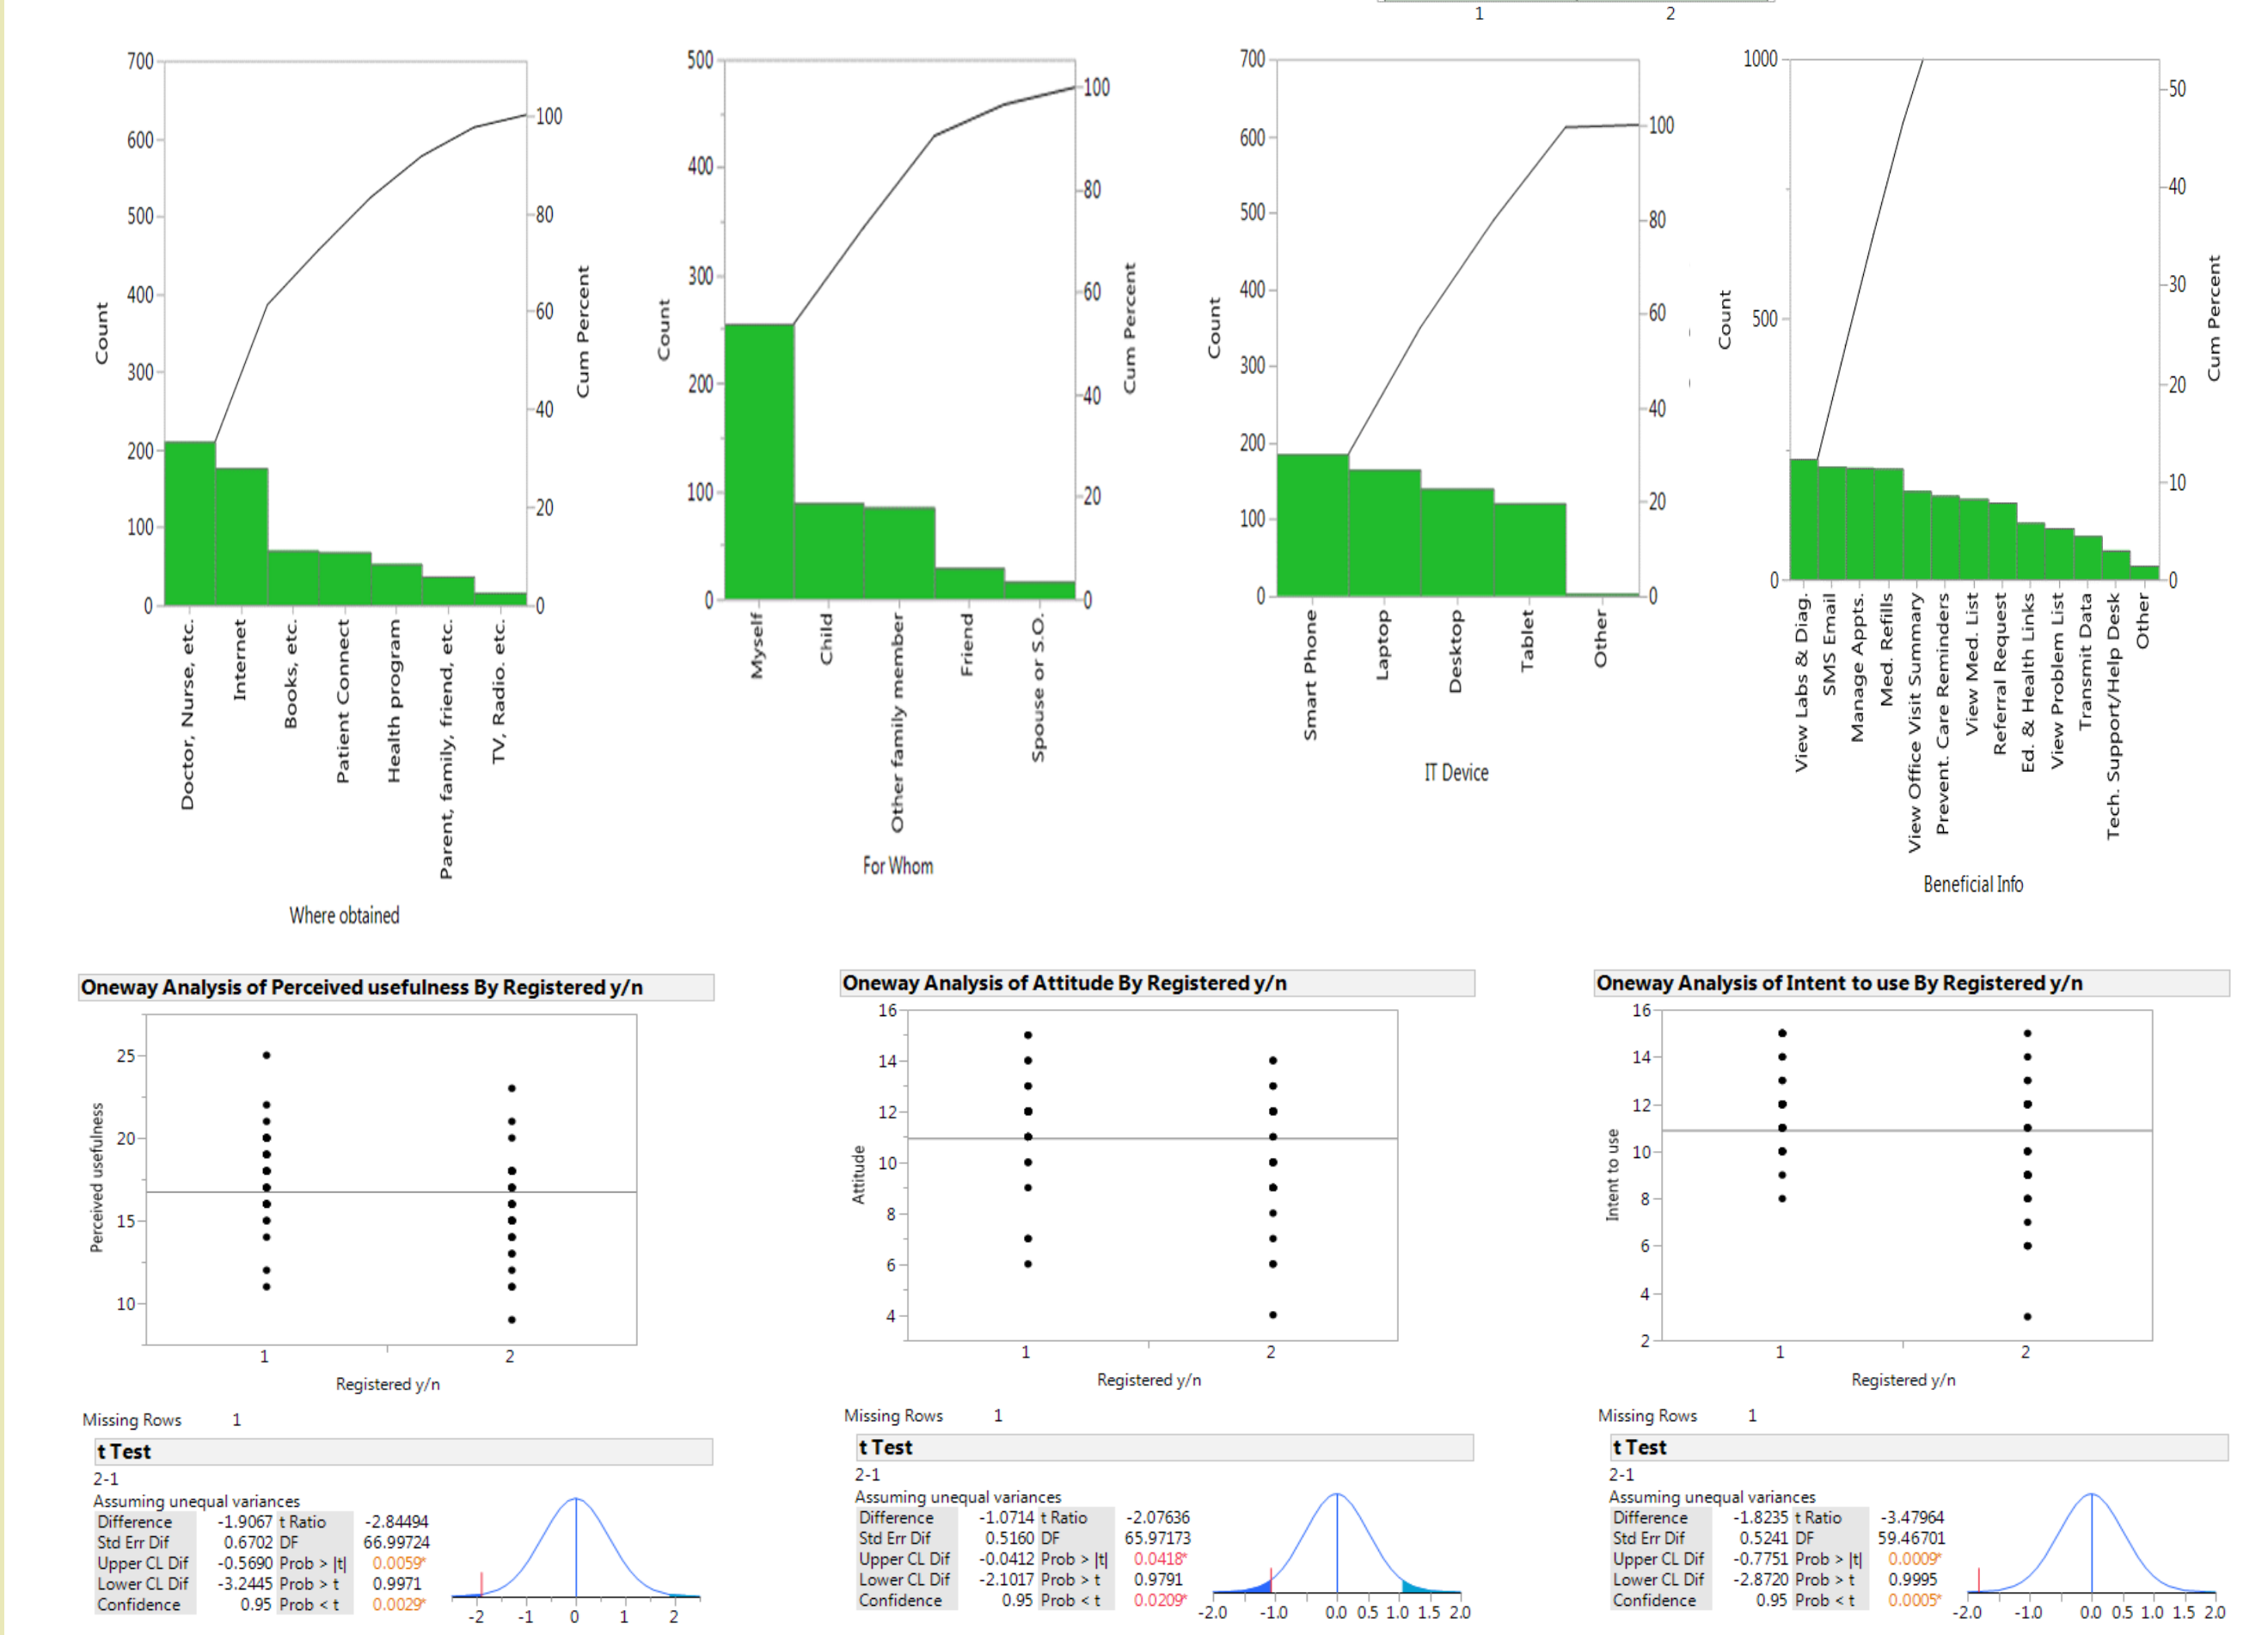 1 2
700
600
500
400
300
200
100
0
Count
100
80
60
40
20
0
Cum Percent
Doctor, Nurse, etc.
Internet
Books, etc.
Patient Connect
Health program
Parent, family, friend, etc.
TV, Radio. etc.
Where obtained
500
400
300
200
100
0
Count
100
80
60
40
20
0
Cum Percent
Myself
Child
Other family member
Friend
Spouse or S.O.
For Whom
700
600
500
400
300
200
100
0
Count
100
80
60
40
20
0
Smart Phone
Laptop
Desktop
Tablet
Other
IT Device
1000
500
0
Count
50
40
30
20
10
0
Cum Percent
View Labs & Diag.
SMS Email
Manage Appts.
Med. Refills
View Office Visit Summary
Prevent. Care Reminders
View Med. List
Referral Request
Ed. & Health Links
View Problem List
Transmit Data
Tech. Support/Help Desk
Other
Beneficial Info
Oneway Analysis of Perceived usefulness By Registered y/n
25
20
15
10
Perceived usefulness
1 2
Registered y/n
Missing Rows 1
t Test
2-1
Assuming unequal variances
Difference -1.9067 t Ratio -2.84494
Std Err Dif 0.6702 DF 66.99724
Upper CL Dif -0.5690 Prob > |t| 0.0059*
Lower CL Dif -3.2445 Prob > t 0.9971
Confidence 0.95 Prob < t 0.0029*
-2 -1 0 1 2
Oneway Analysis of Attitude By Registered y/n
16
14
12
10
8
6
4
Attitude
1 2
Registered y/n
Missing Rows 1
t Test
2-1
Assuming unequal variances
Difference -1.0714 t Ratio -2.07636
Std Err Dif 0.5160 DF 65.97173
Upper CL Dif -0.0412 Prob > |t| 0.0418*
Lower CL Dif -2.1017 Prob > t 0.9791
Confidence 0.95 Prob < t 0.0209*
-2.0 -1.0 0.0 0.5 1.0 1.5 2.0
Oneway Analysis of Intent to use By Registered y/n
16
14
12
10
8
6
4
2
Intent to use
1 2
Registered y/n
Missing Rows 1
t Test
2-1
Assuming unequal variances
Difference -1.8235 t Ratio -3.47964
Std Err Dif 0.5241 DF 59.46701
Upper CL Dif -0.7751 Prob > |t| 0.0009*
Lower CL Dif -2.8720 Prob > t 0.9995
Confidence 0.95 Prob < t 0.0005*
-2.0 -1.0 0.0 0.5 1.0 1.5 2.0